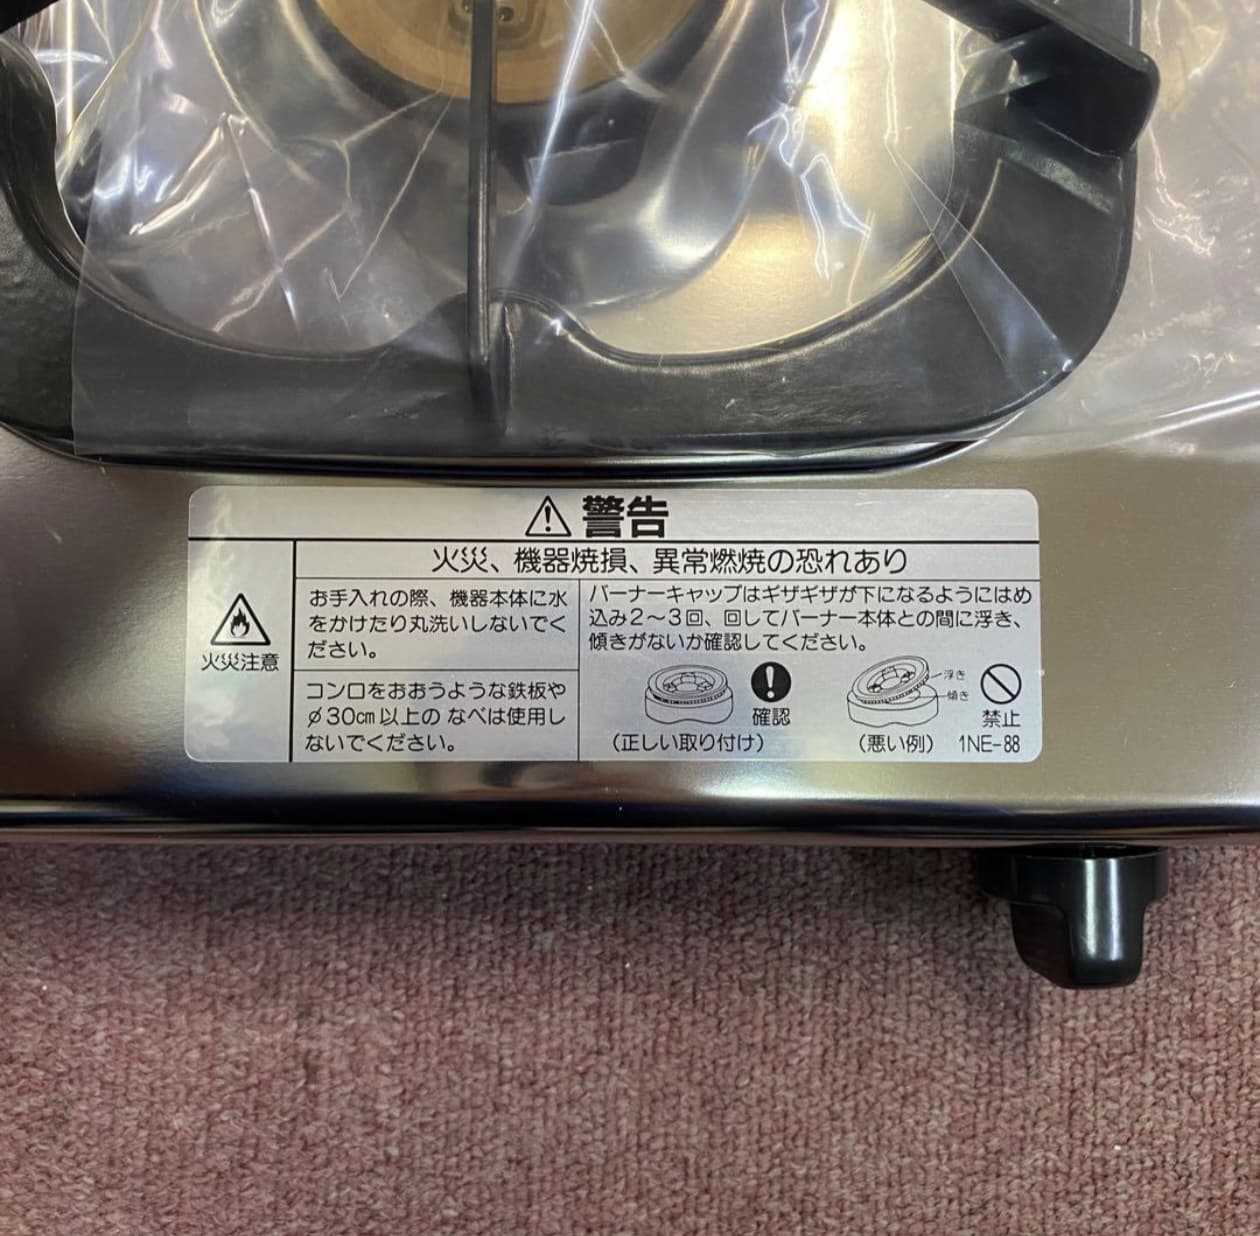 警告
火災、機器焼損、異常燃焼の恐れあり
火災注意
お手入れの際、機器本体に水
をかけたり丸洗いしないでく
ださい。
コンロをおおうような鉄板や
φ30cm以上の なべは使用し
ないでください。
バーナーキャップはギザギザが下になるようにはめ
込み2〜3回、回してバーナー本体との間に浮き、
傾きがないか確認してください。
確認
(正しい取り付け)
浮き
傾き
禁止
(悪い例) 1NE-88